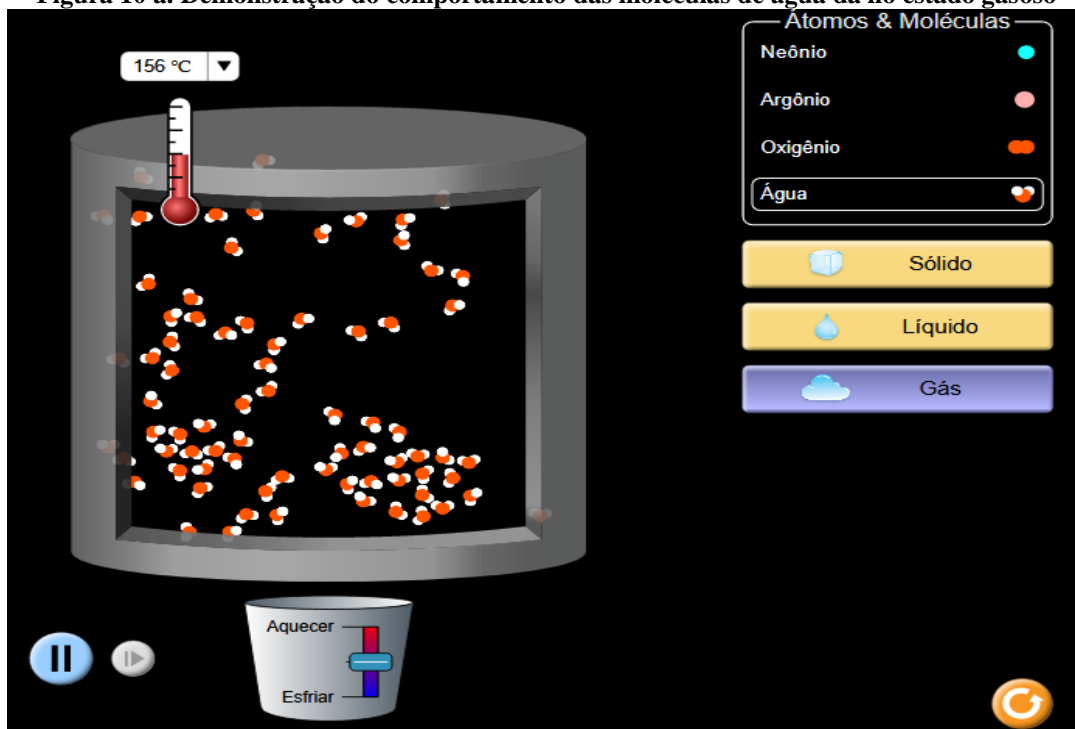 Figura 10 a: Demonstração do comportamento das moléculas de água da no estado gasoso
156 °C
Átomos & Moléculas
Neônio
Argônio
Oxigênio
Água
Sólido
Líquido
Gás
Aquecer
Esfriar